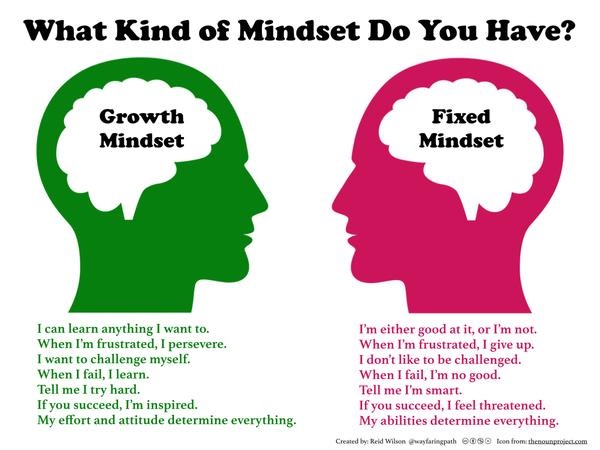 What Kind of Mindset Do You Have?
Growth
Mindset
Fixed
Mindset
I can learn anything I want to.
When I'm frustrated, I persevere.
I want to challenge myself.
When I fail, I learn.
Tell me I try hard.
If you succeed, I'm inspired.
My effort and attitude determine everything.
I'm either good at it, or I'm not.
When I'm frustrated, I give up.
I don't like to be challenged.
When I fail, I'm no good.
Tell me I'm smart.
If you succeed, I feel threatened.
My abilities determine everything.
Created by: Reid Wilson @wayfaringpath Icon from: thenounproject.com